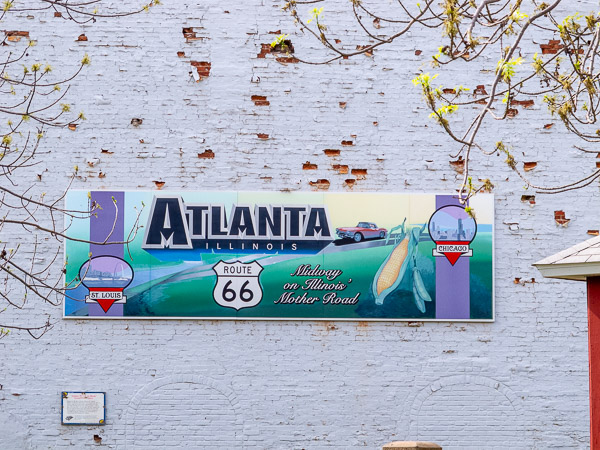 ATLANTA
ILLINOIS
ROUTE
66
Midway
on Illinois'
Mother Road
ST. LOUIS
CHICAGO